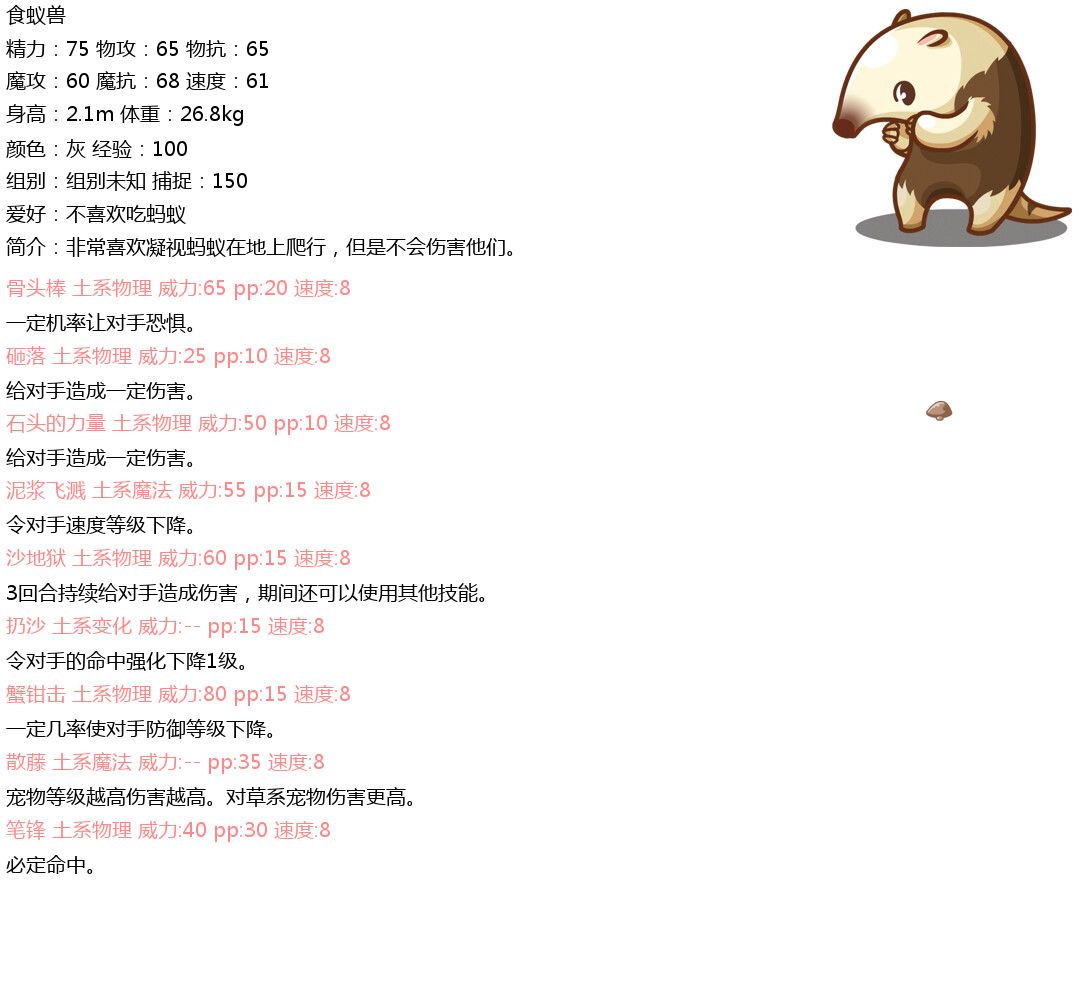 食蚁兽
精力：75 物攻：65 物抗：65
魔攻：60 魔抗：68 速度：61
身高：2.1m 体重：26.8kg
颜色：灰 经验：100
组别：组别未知 捕捉：150
爱好：不喜欢吃蚂蚁
简介：非常喜欢凝视蚂蚁在地上爬行，但是不会伤害他们。
骨头棒 土系物理 威力:65 pp:20 速度:8
一定机率让对手恐惧。
砸落 土系物理 威力:25 pp:10 速度:8
给对手造成一定伤害。
石头的力量 土系物理 威力:50 pp:10 速度:8
给对手造成一定伤害。
泥浆飞溅 土系魔法 威力:55 pp:15 速度:8
令对手速度等级下降。
沙地狱 土系物理 威力:60 pp:15 速度:8
3回合持续给对手造成伤害，期间还可以使用其他技能。
扔沙 土系变化 威力:-- pp:15 速度:8
令对手的命中强化下降1级。
蟹钳击 土系物理 威力:80 pp:15 速度:8
一定几率使对手防御等级下降。
散藤 土系魔法 威力:-- pp:35 速度:8
宠物等级越高伤害越高。对草系宠物伤害更高。
笔锋 土系物理 威力:40 pp:30 速度:8
必定命中。